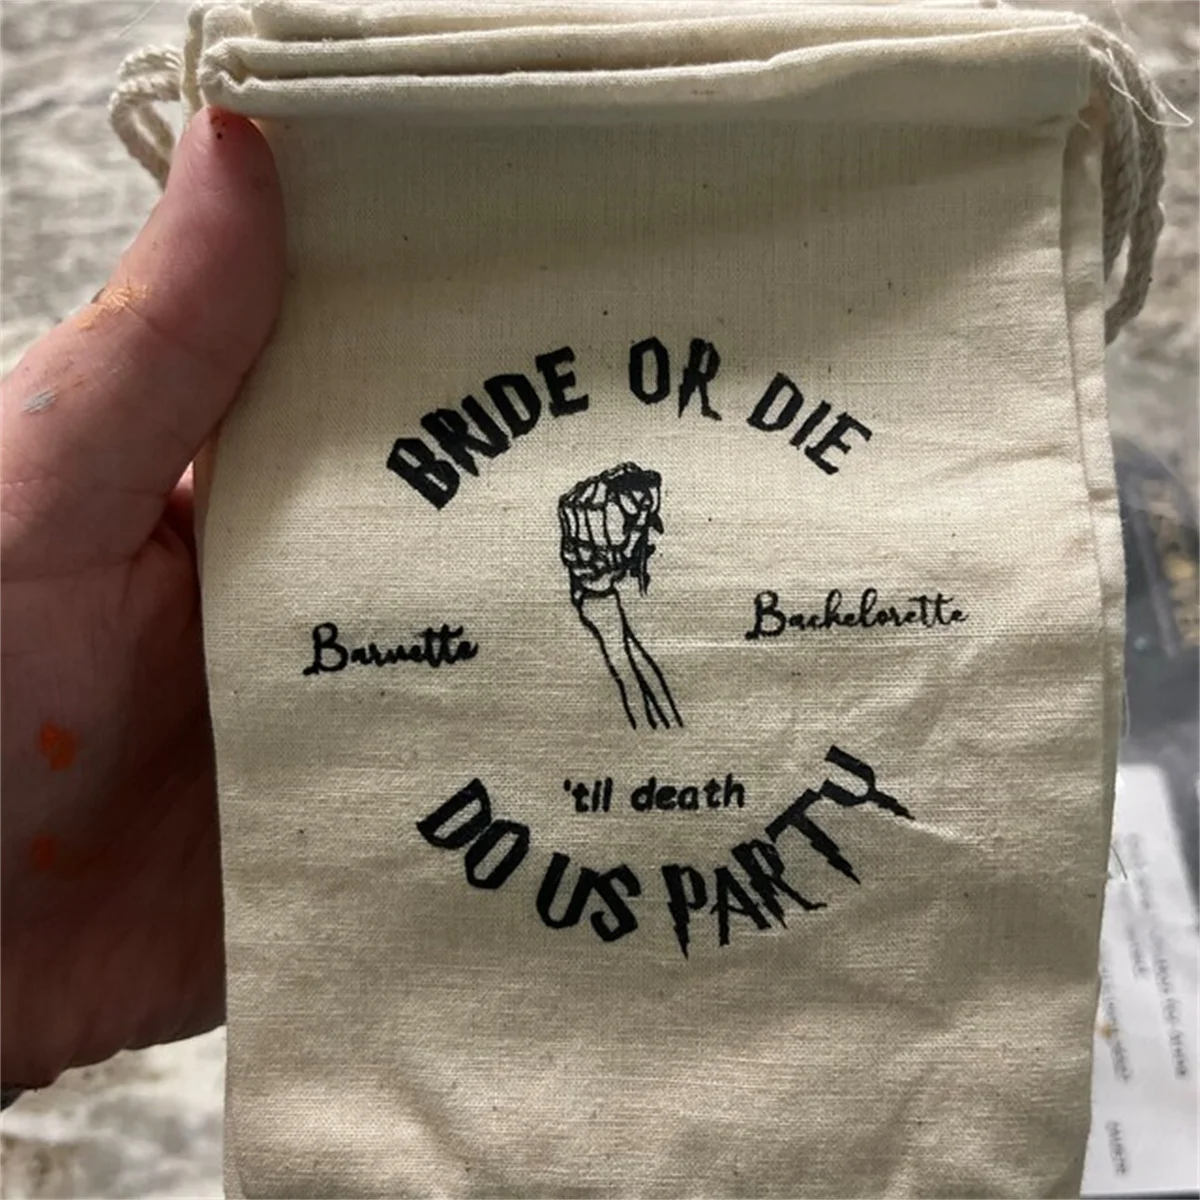 BRIDE OR DIE
Barnette Bachelorette
'til death
DO US PARTY